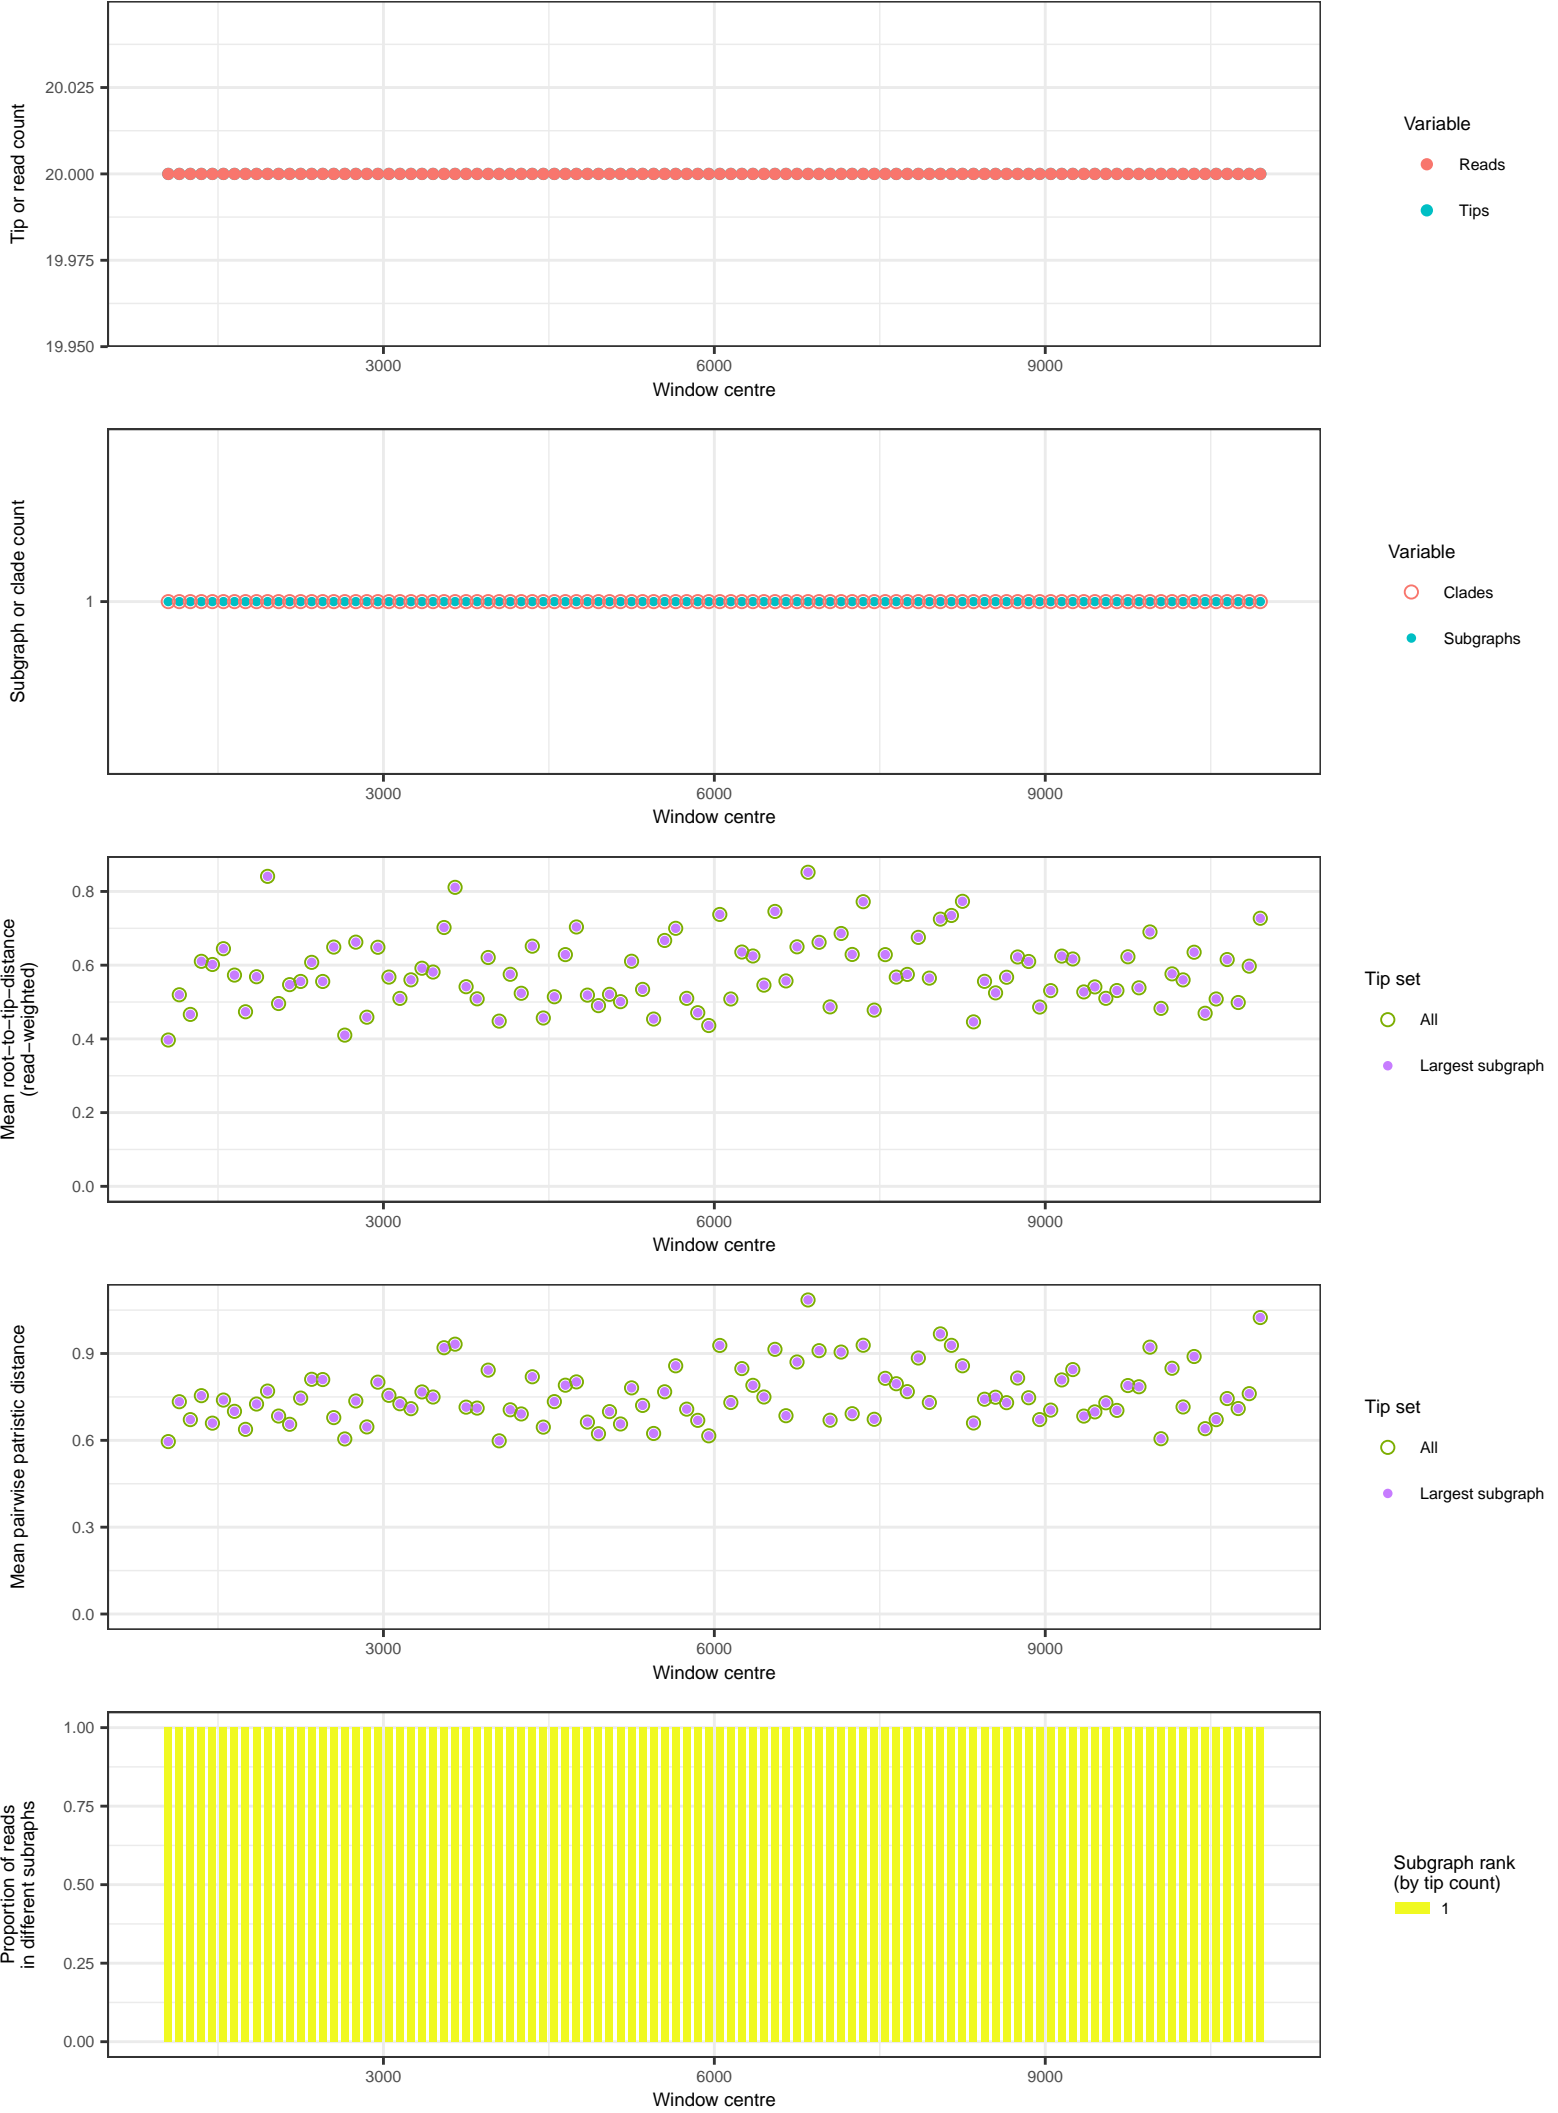 Tip or read count
20.025
20.000
19.975
19.950
3000
6000
9000
Window centre
Variable
Reads
Tips
Subgraph or clade count
1
3000
6000
9000
Window centre
Variable
Clades
Subgraphs
Mean root−to−tip−distance
(read−weighted)
0.8
0.6
0.4
0.2
0.0
3000
6000
9000
Window centre
Tip set
All
Largest subgraph
Mean pairwise patristic distance
0.9
0.6
0.3
0.0
3000
6000
9000
Window centre
Tip set
All
Largest subgraph
Proportion of reads
in different subraphs
1.00
0.75
0.50
0.25
0.00
3000
6000
9000
Window centre
Subgraph rank
(by tip count)
1